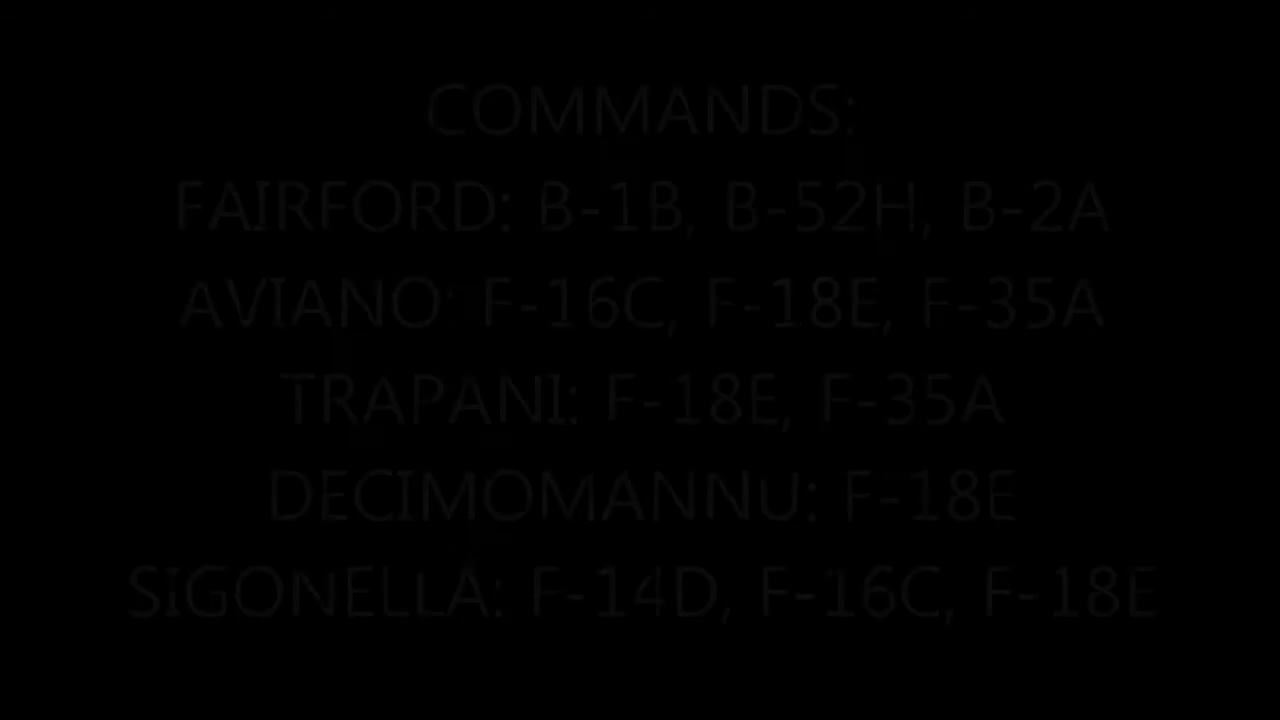 COMMANDS:
FAIRFORD: B-1B, B-52H, B-2A
AVIANO: F-16C, F-18E, F-35A
TRAPANI: F-18E, F-35A
DECIMOMANNU: F-18E
SIGONELLA: F-14D, F-16C, F-18E